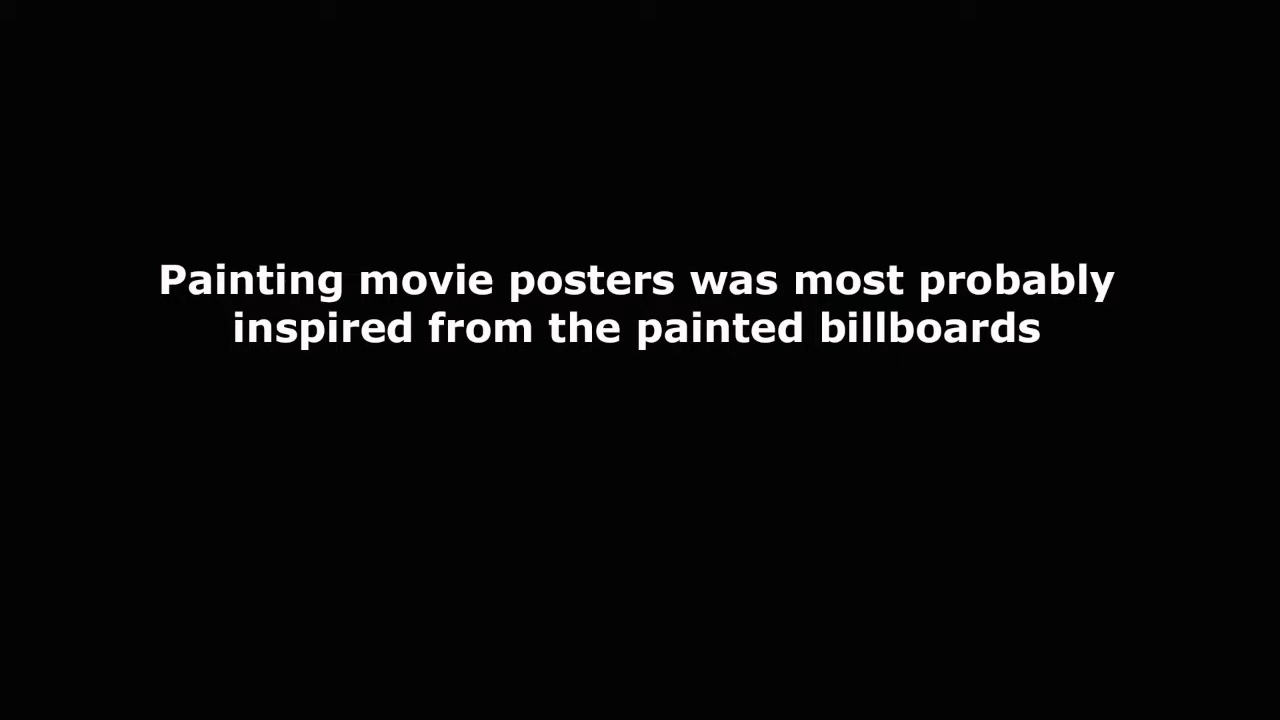 Painting movie posters was most probably
inspired from the painted billboards